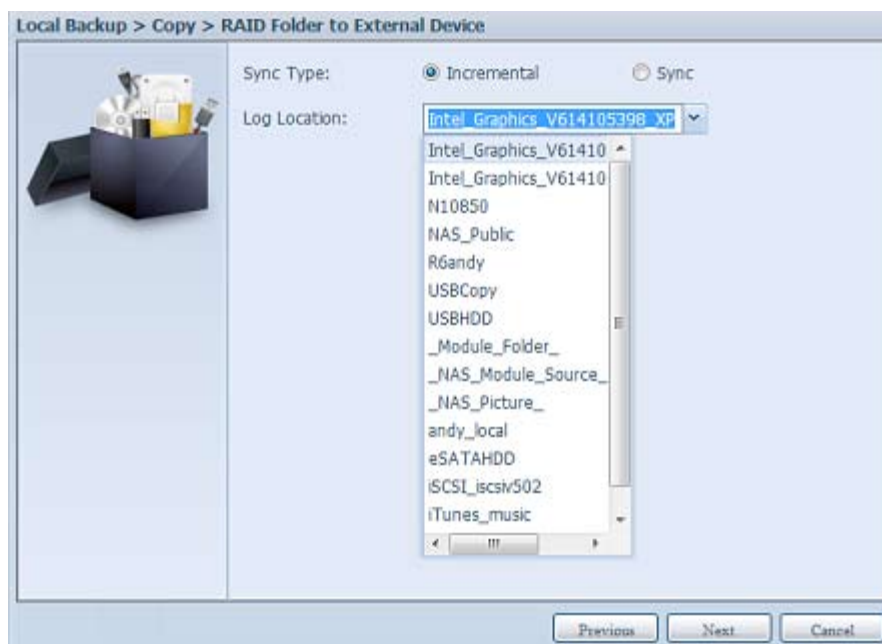 Local Backup > Copy > RAID Folder to External Device
Sync Type: Incremental Sync
Log Location: Intel_Graphics_V614105398_XP
Intel_Graphics_V61410
Intel_Graphics_V61410
N10850
NAS_Public
R6andy
USBCopy
USBHDD
_Module_Folder_
_NAS_Module_Source_
_NAS_Picture_
andy_local
eSATAHDD
iSCSI_iscsiv502
iTunes_music
Previous Next Cancel